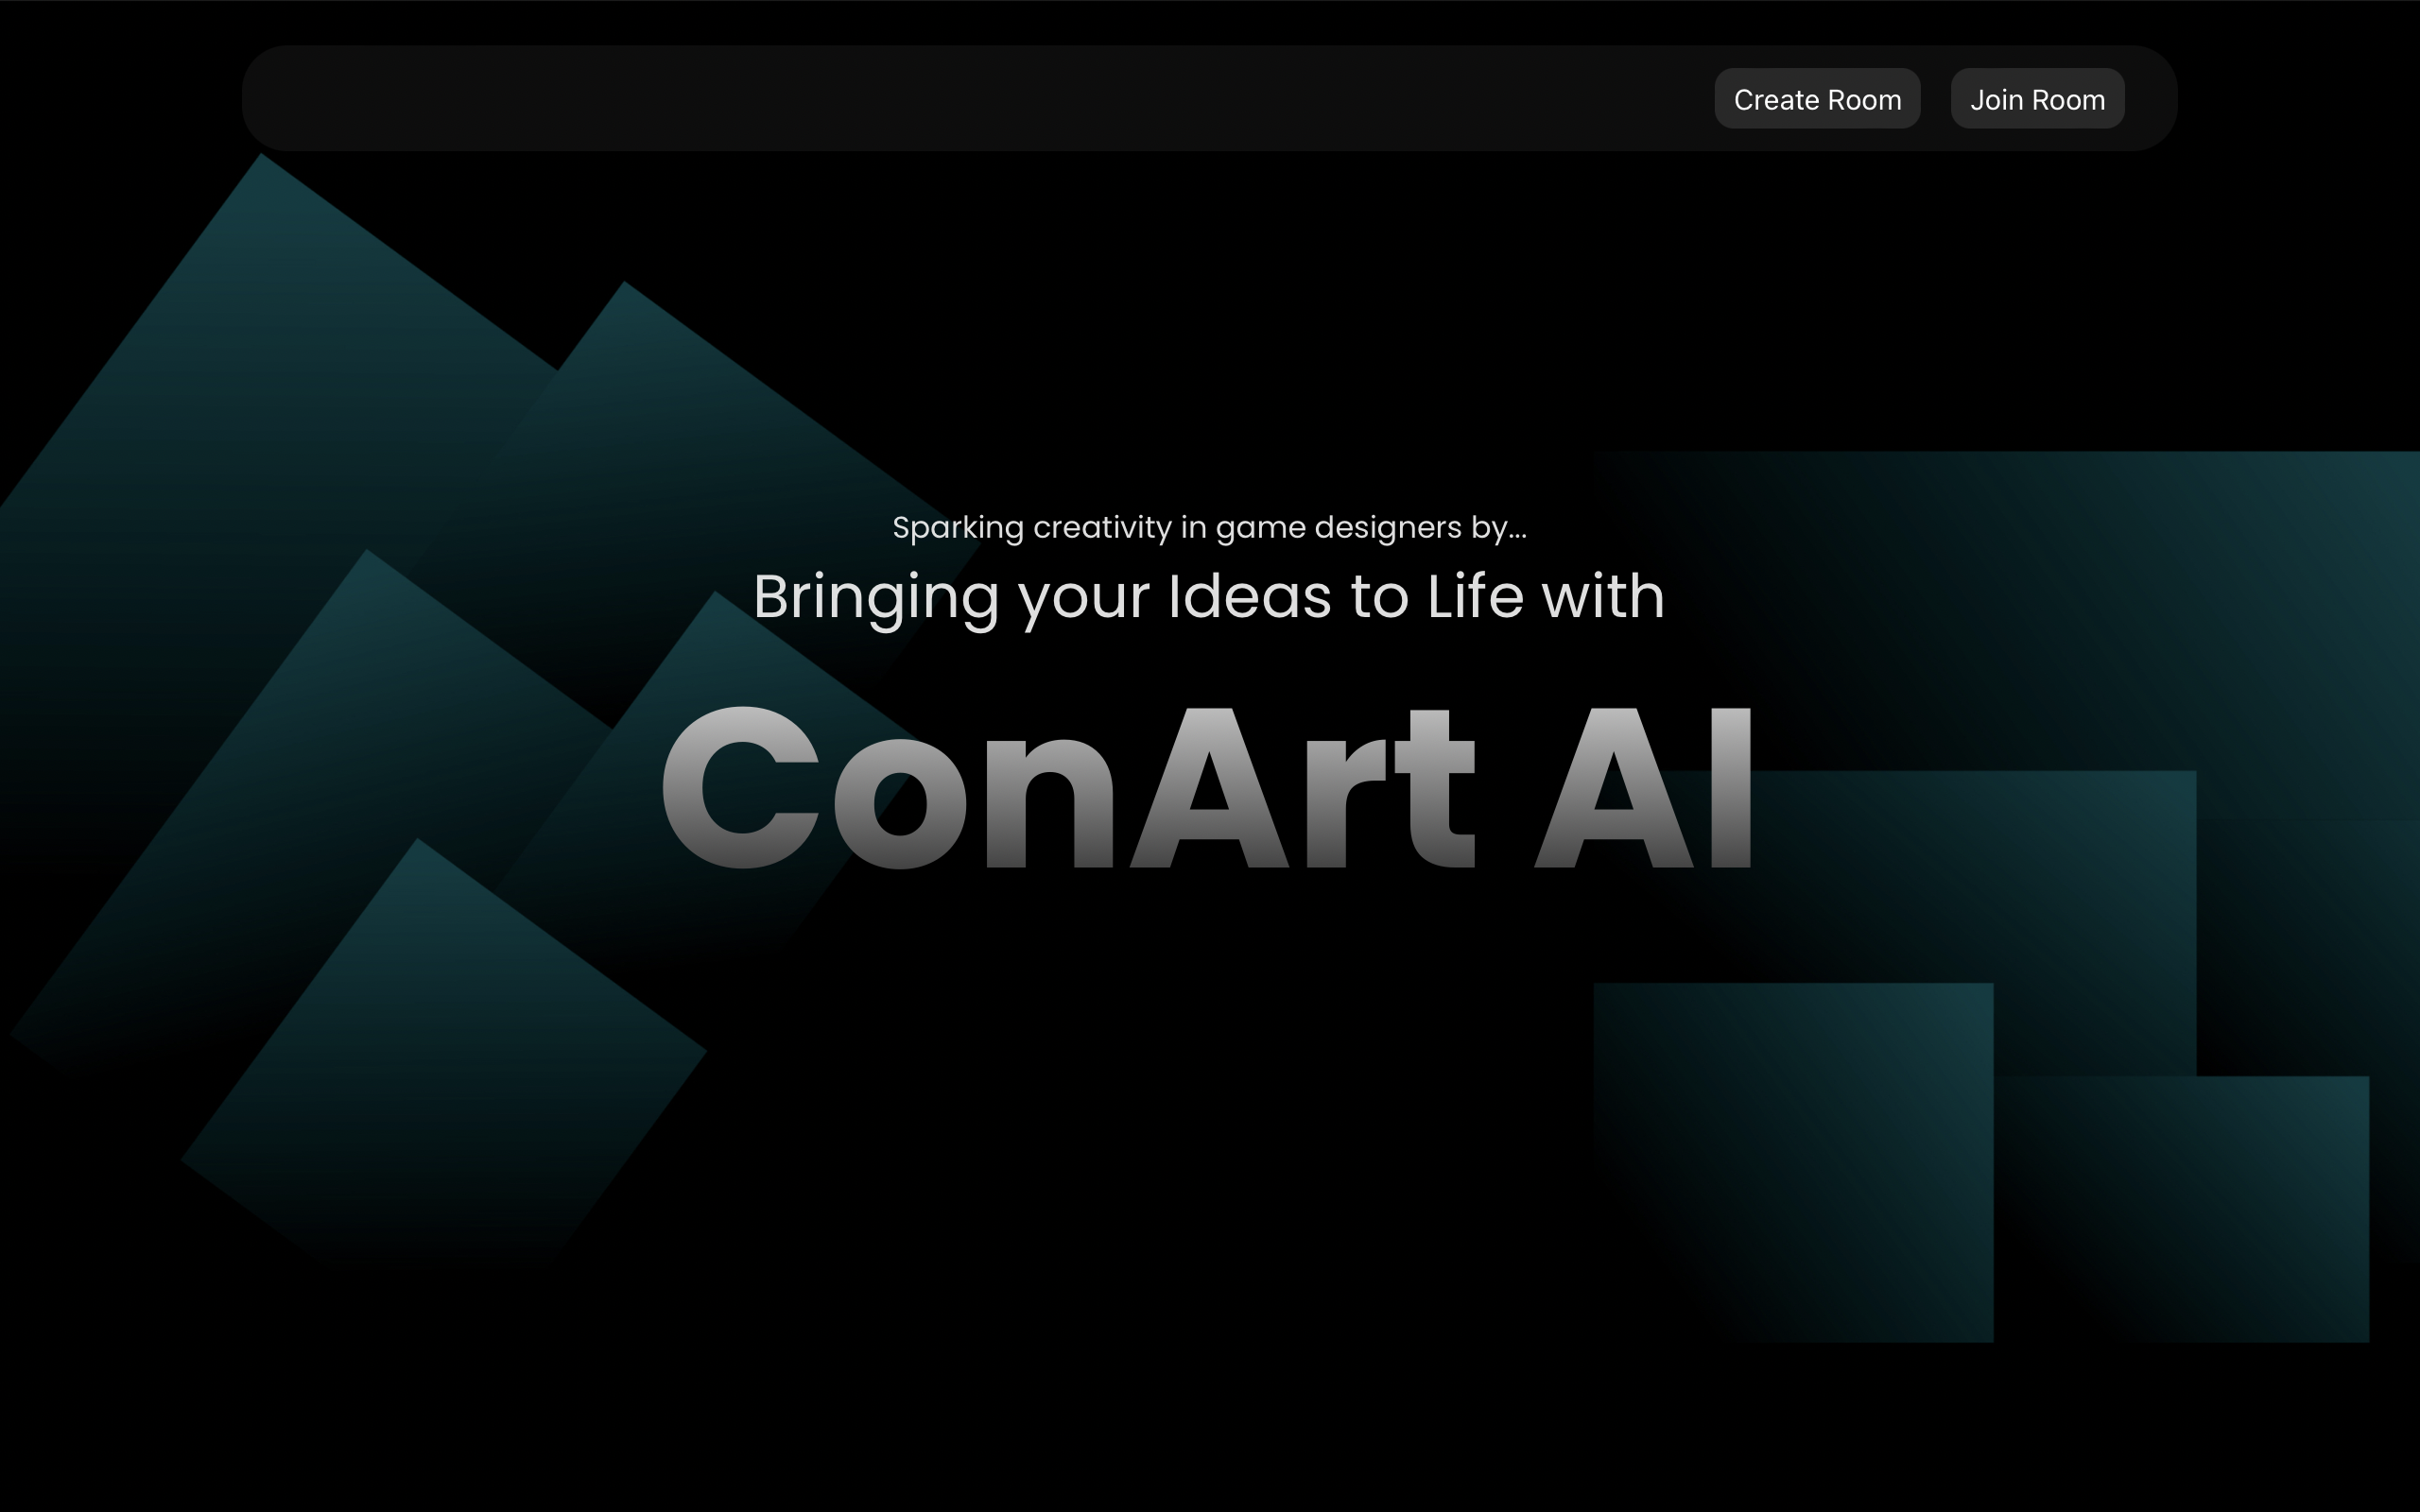 Create Room
Join Room
Sparking creativity in game designers by...
Bringing your Ideas to Life with
ConArt AI